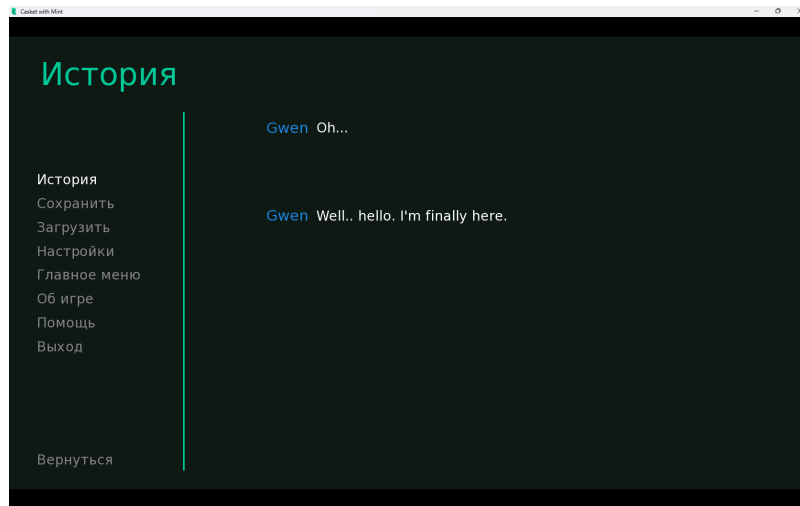 Casket with Mint
История
Gwen Oh...
История
Сохранить
Gwen Well.. hello. I'm finally here.
Загрузить
Настройки
Главное меню
Об игре
Помощь
Выход
Вернуться